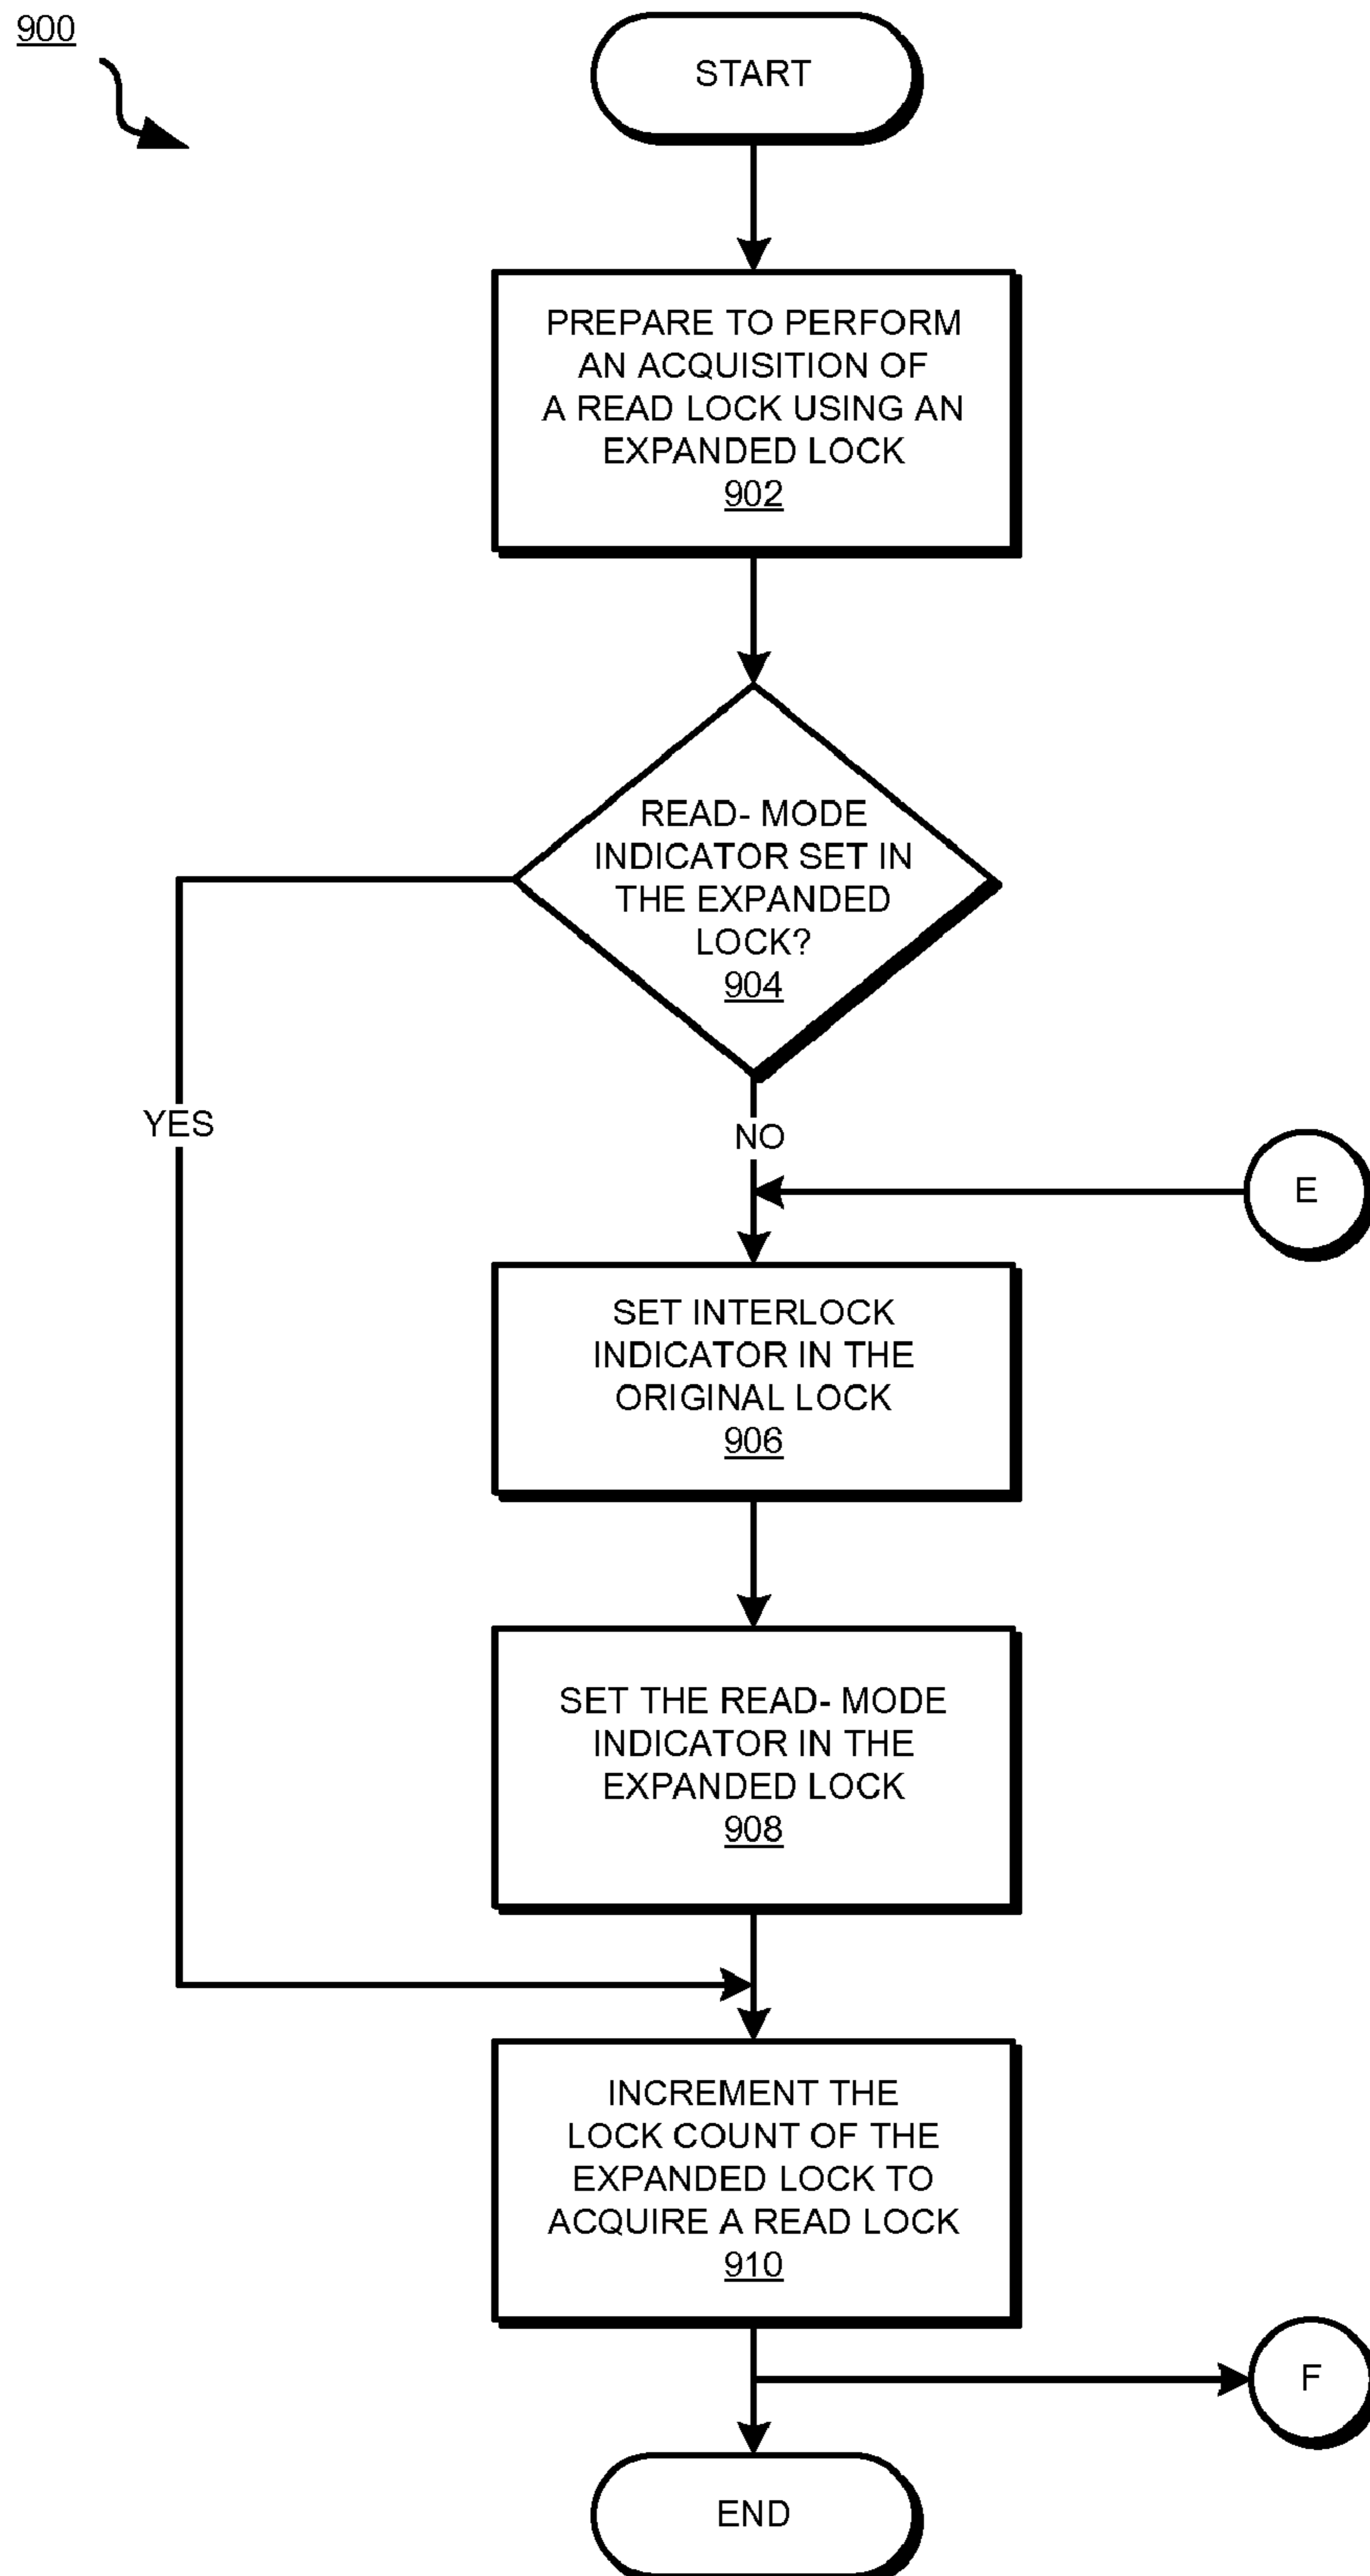 900
START
PREPARE TO PERFORM
AN ACQUISITION OF
A READ LOCK USING AN
EXPANDED LOCK
902
READ- MODE
INDICATOR SET IN
THE EXPANDED
LOCK?
904
YES
NO
E
SET INTERLOCK
INDICATOR IN THE
ORIGINAL LOCK
906
SET THE READ- MODE
INDICATOR IN THE
EXPANDED LOCK
908
INCREMENT THE
LOCK COUNT OF THE
EXPANDED LOCK TO
ACQUIRE A READ LOCK
910
F
END